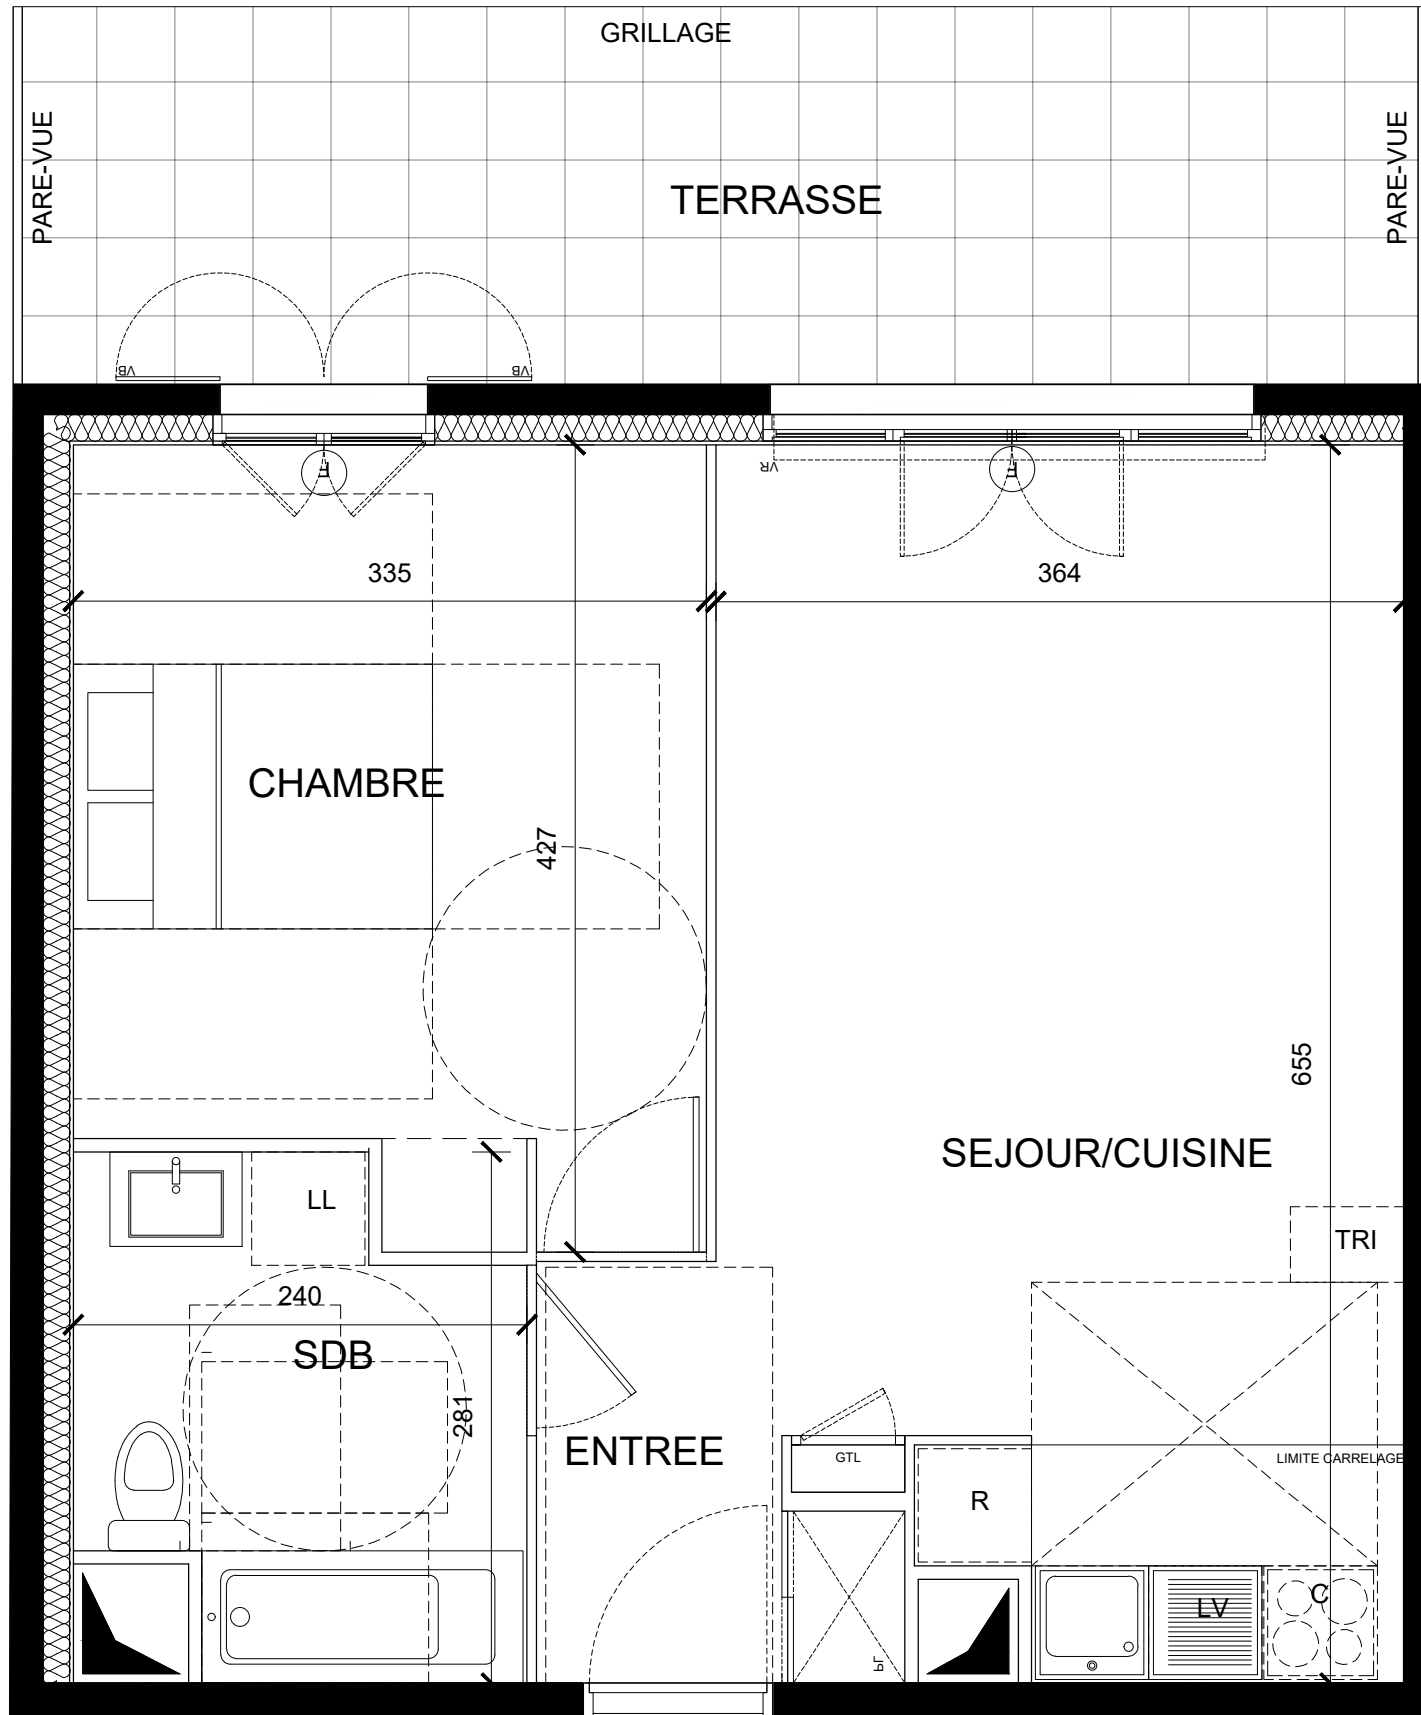 GRILLAGE
PARE-VUE
PARE-VUE
TERRASSE
VB
VB
F
F
VR
335
364
CHAMBRE
427
655
SEJOUR/CUISINE
LL
TRI
240
SDB
281
ENTREE
GTL
LIMITE CARRELAGE
R
LV
C
PL